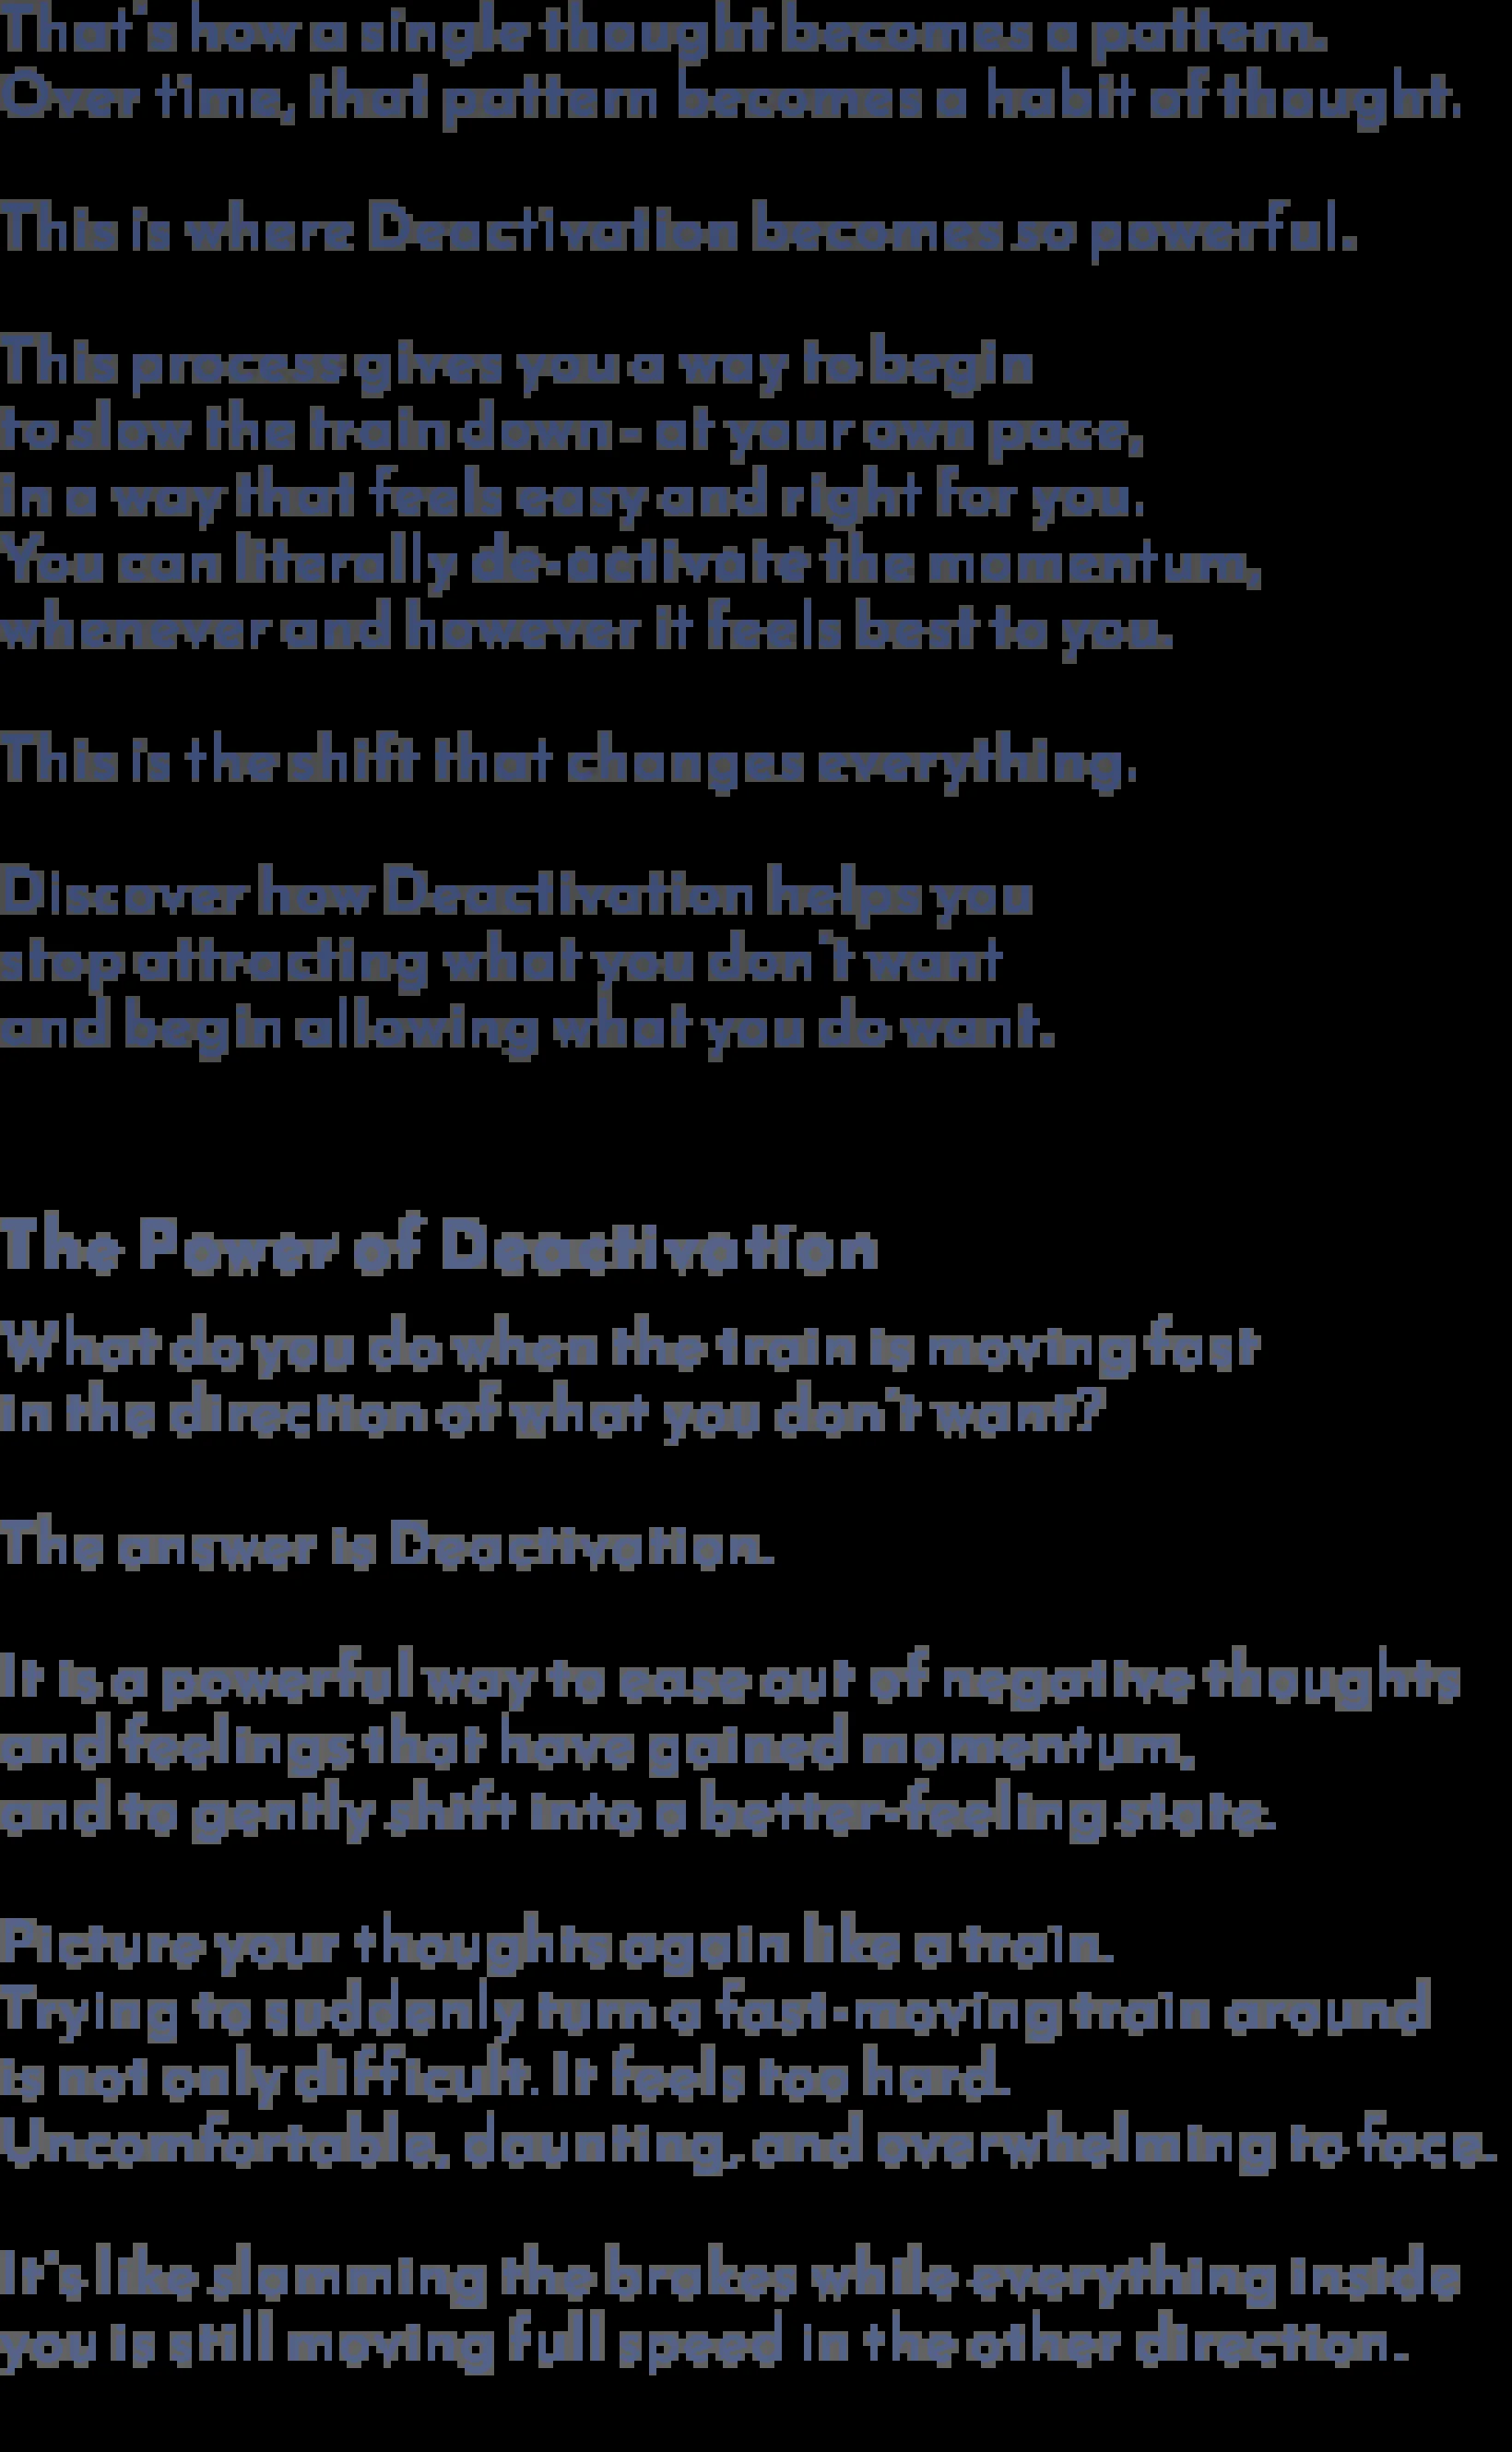 That's how a single thought becomes a pattern.
Over time, that pattern becomes a habit of thought.
This is where Deactivation becomes so powerful.
This process gives you a way to begin
to slow the train down - at your own pace,
in a way that feels easy and right for you.
You can literally de-activate the momentum,
whenever and however it feels best to you.
This is the shift that changes everything.
Discover how Deactivation helps you
stop attracting what you don't want
and begin allowing what you do want.
The Power of Deactivation
What do you do when the train is moving fast
in the direction of what you don't want?
The answer is Deactivation.
It is a powerful way to ease out of negative thoughts
and feelings that have gained momentum,
and to gently shift into a better-feeling state.
Picture your thoughts again like a train.
Trying to suddenly turn a fast-moving train around
is not only difficult. It feels too hard.
Uncomfortable, daunting, and overwhelming to face.
It's like slamming the brakes while everything inside
you is still moving full speed in the other direction.